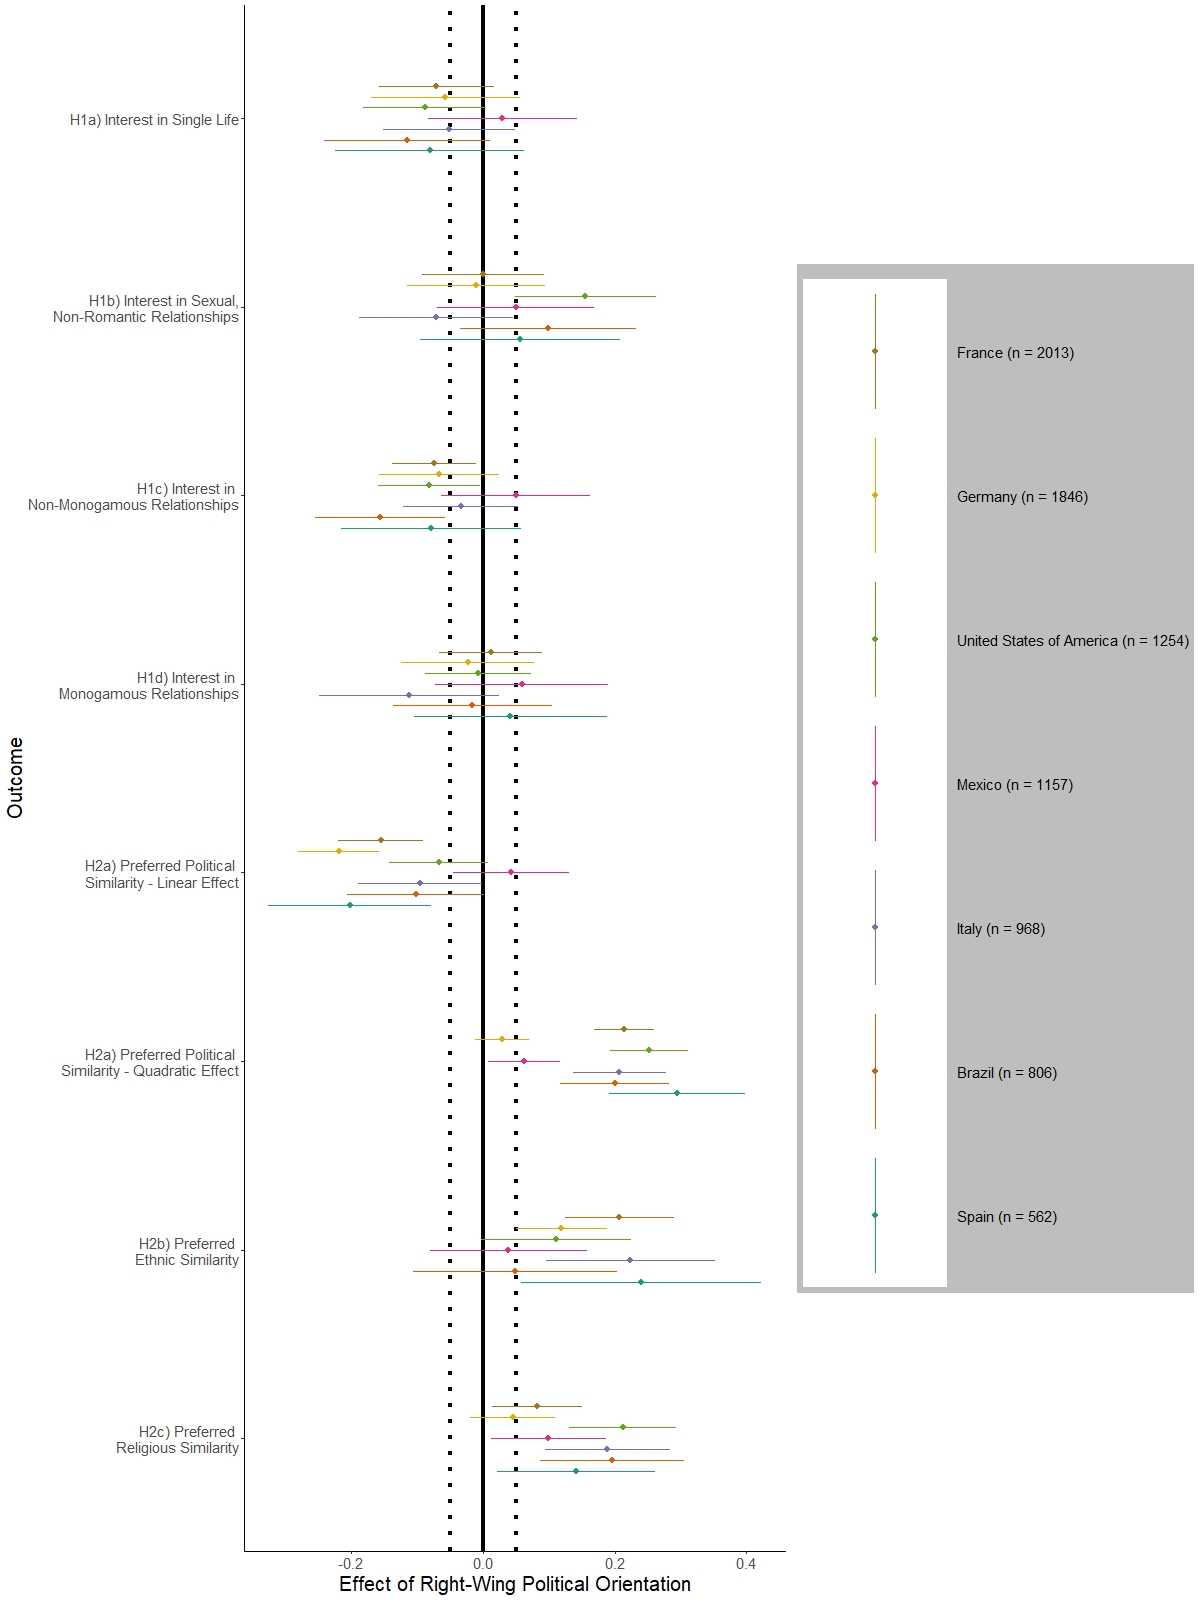 H1a) Interest in Single Life
H1b) Interest in Sexual,
Non-Romantic Relationships
H1c) Interest in
Non-Monogamous Relationships
H1d) Interest in
Monogamous Relationships
H2a) Preferred Political
Similarity - Linear Effect
H2a) Preferred Political
Similarity - Quadratic Effect
H2b) Preferred
Ethnic Similarity
H2c) Preferred
Religious Similarity
Outcome
-0.2
0.0
0.2
0.4
Effect of Right-Wing Political Orientation
France (n = 2013)
Germany (n = 1846)
United States of America (n = 1254)
Mexico (n = 1157)
Italy (n = 968)
Brazil (n = 806)
Spain (n = 562)